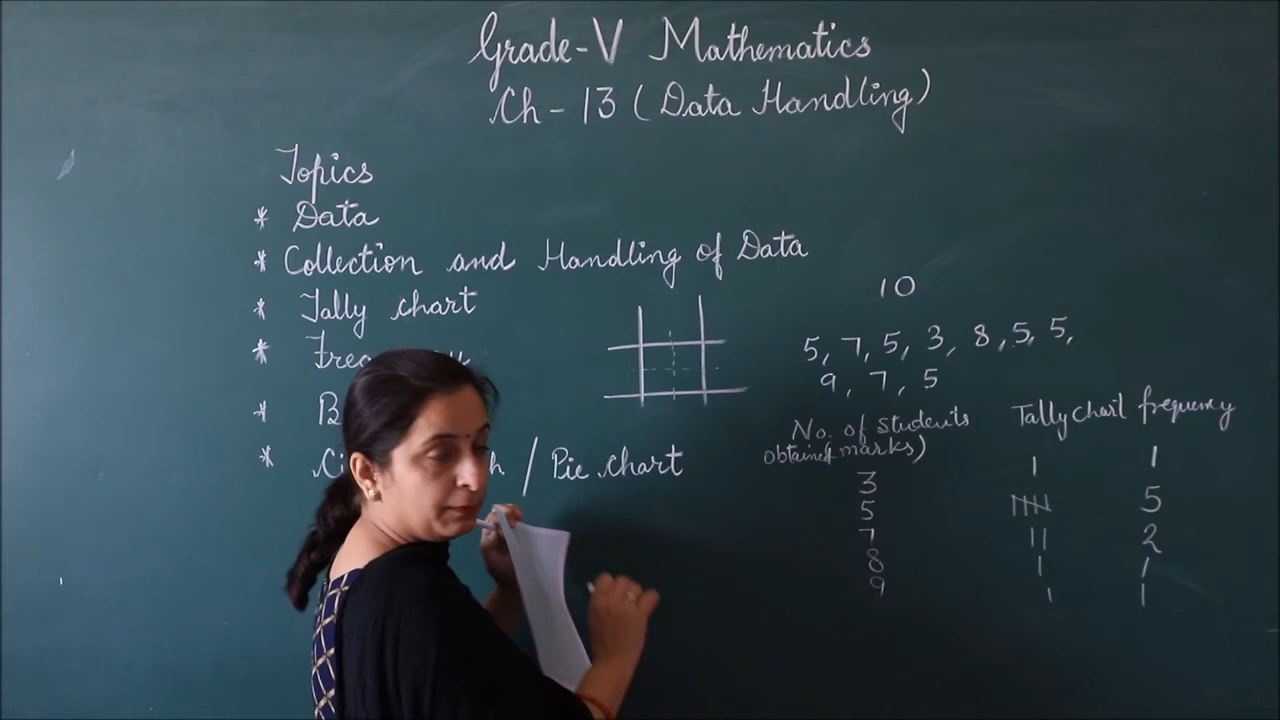 Grade-V Mathematics
Ch-13 (Data Handling)
Topics
* Data
* Collection and Handling of Data
* Tally chart
*
*
* / Pie chart
10
5, 7, 5, 3, 8, 5, 5,
9, 7, 5
No. of students Tally chart frequency
obtained marks)
3 | 1
5 5
7 || 2
8 | 1
9 | 1